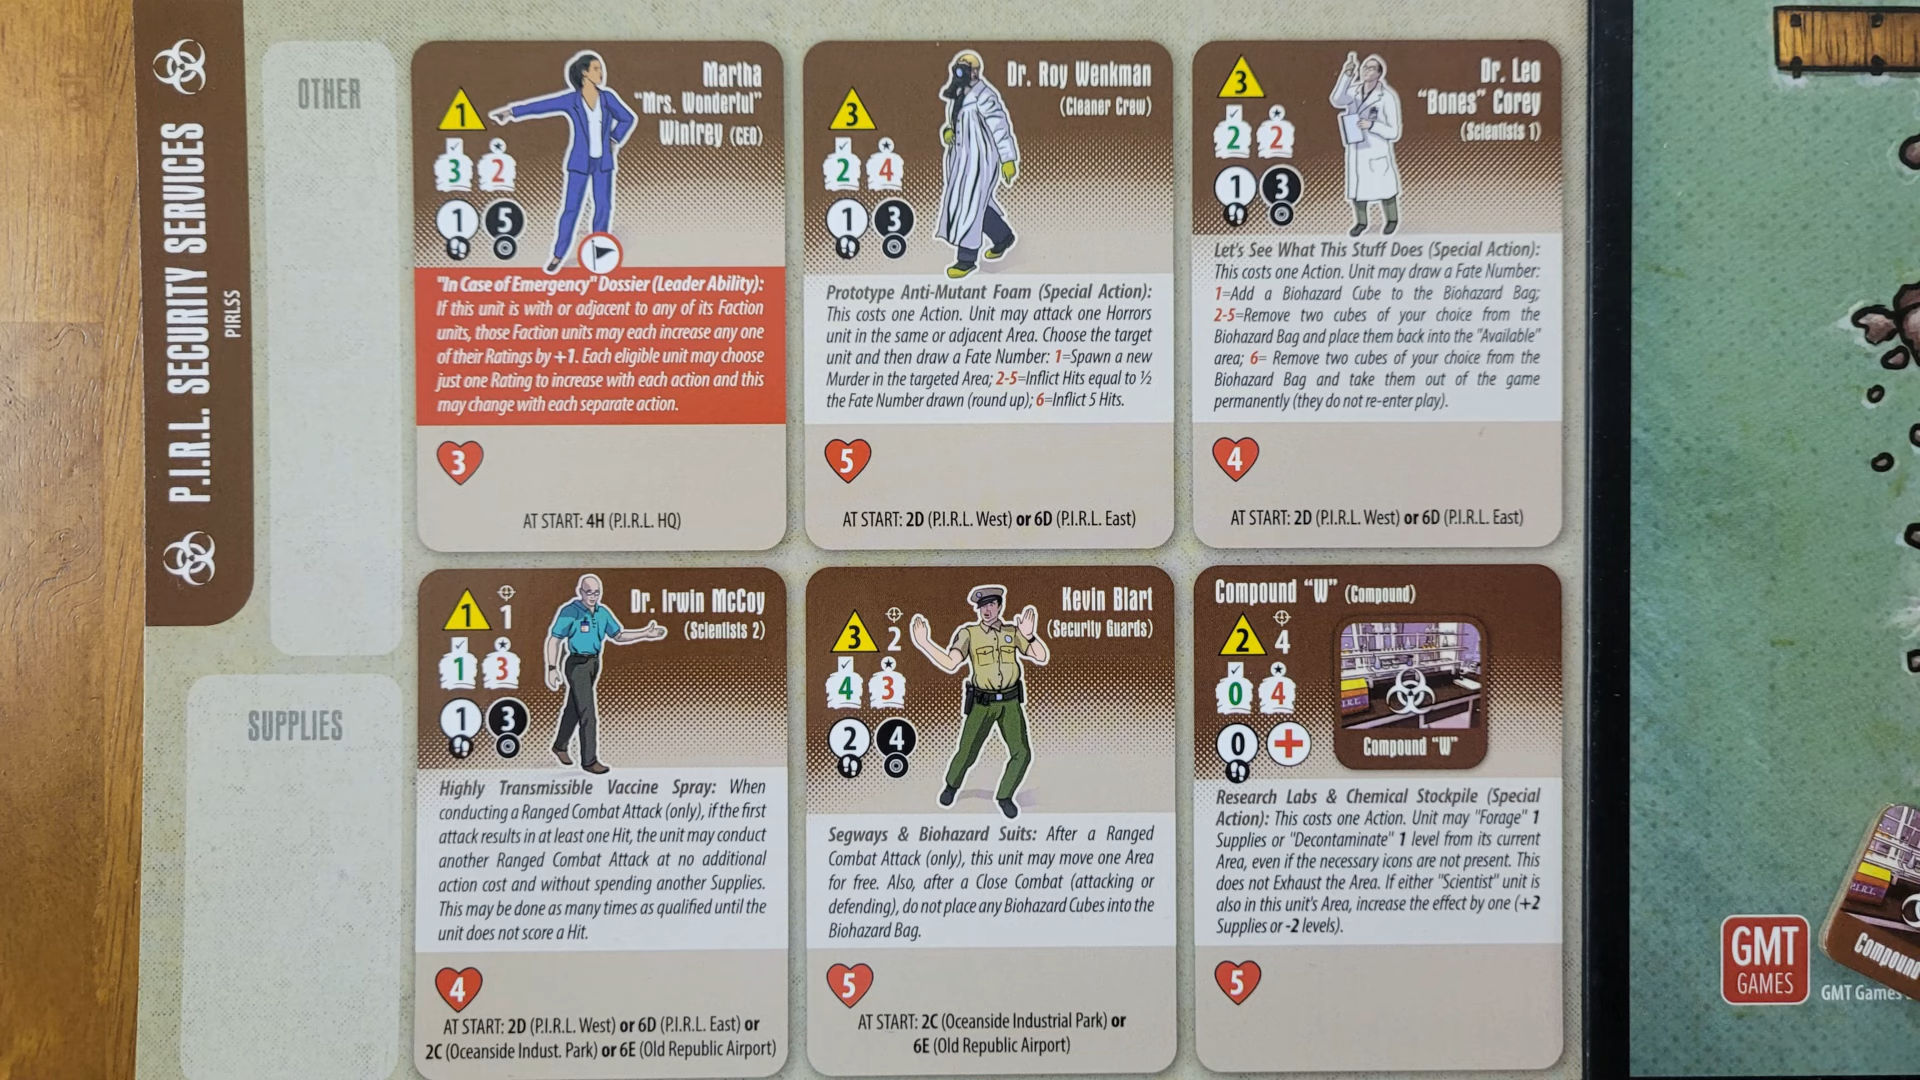 P.I.R.L. SECURITY SERVICES
PIRLSS
OTHER
SUPPLIES
Martha
"Mrs. Wonderful"
Winfrey (CEO)
1
3 2
1 5
"In Case of Emergency" Dossier (Leader Ability):
If this unit is with or adjacent to any of its Faction
units, those Faction units may each increase any one
of their Ratings by +1. Each eligible unit may choose
just one Rating to increase with each action and this
may change with each separate action.
3
AT START: 4H (P.I.R.L. HQ)
Dr. Roy Wenkman
(Cleaner Crew)
3
2 4
1 3
Prototype Anti-Mutant Foam (Special Action):
This costs one Action. Unit may attack one Horrors
unit in the same or adjacent Area. Choose the target
unit and then draw a Fate Number: 1=Spawn a new
Murder in the targeted Area; 2-5=Inflict Hits equal to ½
the Fate Number drawn (round up); 6=Inflict 5 Hits.
5
AT START: 2D (P.I.R.L. West) or 6D (P.I.R.L. East)
Dr. Leo
"Bones" Corey
(Scientists 1)
3
2 2
1 3
Let's See What This Stuff Does (Special Action):
This costs one Action. Unit may draw a Fate Number:
1=Add a Biohazard Cube to the Biohazard Bag;
2-5=Remove two cubes of your choice from the
Biohazard Bag and place them back into the "Available"
area; 6= Remove two cubes of your choice from the
Biohazard Bag and take them out of the game
permanently (they do not re-enter play).
4
AT START: 2D (P.I.R.L. West) or 6D (P.I.R.L. East)
Dr. Irwin McCoy
(Scientists 2)
1 1
1 3
1 3
Highly Transmissible Vaccine Spray: When
conducting a Ranged Combat Attack (only), if the first
attack results in at least one Hit, the unit may conduct
another Ranged Combat Attack at no additional
action cost and without spending another Supplies.
This may be done as many times as qualified until the
unit does not score a Hit.
4
AT START: 2D (P.I.R.L. West) or 6D (P.I.R.L. East) or
2C (Oceanside Indust. Park) or 6E (Old Republic Airport)
Kevin Blart
(Security Guards)
3 2
4 3
2 4
Segways & Biohazard Suits: After a Ranged
Combat Attack (only), this unit may move one Area
for free. Also, after a Close Combat (attacking or
defending), do not place any Biohazard Cubes into the
Biohazard Bag.
5
AT START: 2C (Oceanside Industrial Park) or
6E (Old Republic Airport)
Compound "W" (Compound)
2 4
0 4
0
P.I.R.L.
Compound "W"
Research Labs & Chemical Stockpile (Special
Action): This costs one Action. Unit may "Forage" 1
Supplies or "Decontaminate" 1 level from its current
Area, even if the necessary icons are not present. This
does not Exhaust the Area. If either "Scientist" unit is
also in this unit's Area, increase the effect by one (+2
Supplies or -2 levels).
5
GMT
GAMES
GMT Games
P.I.R.L.
Compound